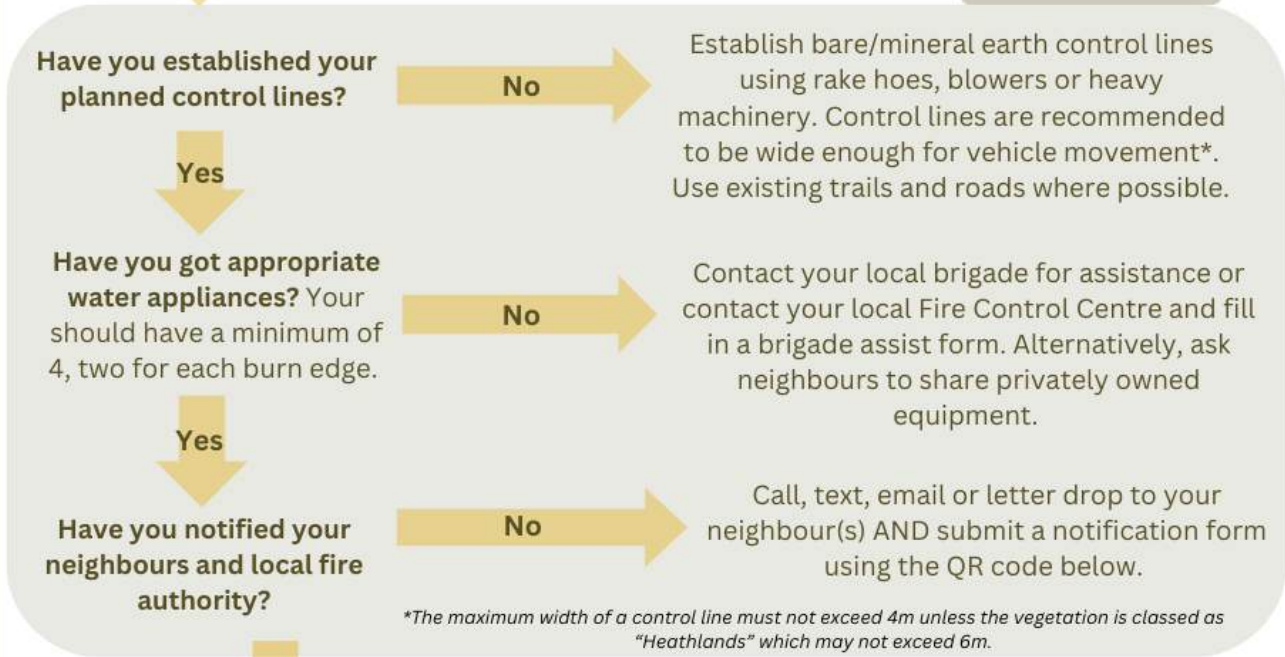 Have you established your
planned control lines?
No
Establish bare/mineral earth control lines
using rake hoes, blowers or heavy
machinery. Control lines are recommended
to be wide enough for vehicle movement*.
Use existing trails and roads where possible.
Yes
Have you got appropriate
water appliances? Your
should have a minimum of
4, two for each burn edge.
No
Contact your local brigade for assistance or
contact your local Fire Control Centre and fill
in a brigade assist form. Alternatively, ask
neighbours to share privately owned
equipment.
Yes
Have you notified your
neighbours and local fire
authority?
No
Call, text, email or letter drop to your
neighbour(s) AND submit a notification form
using the QR code below.
*The maximum width of a control line must not exceed 4m unless the vegetation is classed as
“Heathlands” which may not exceed 6m.